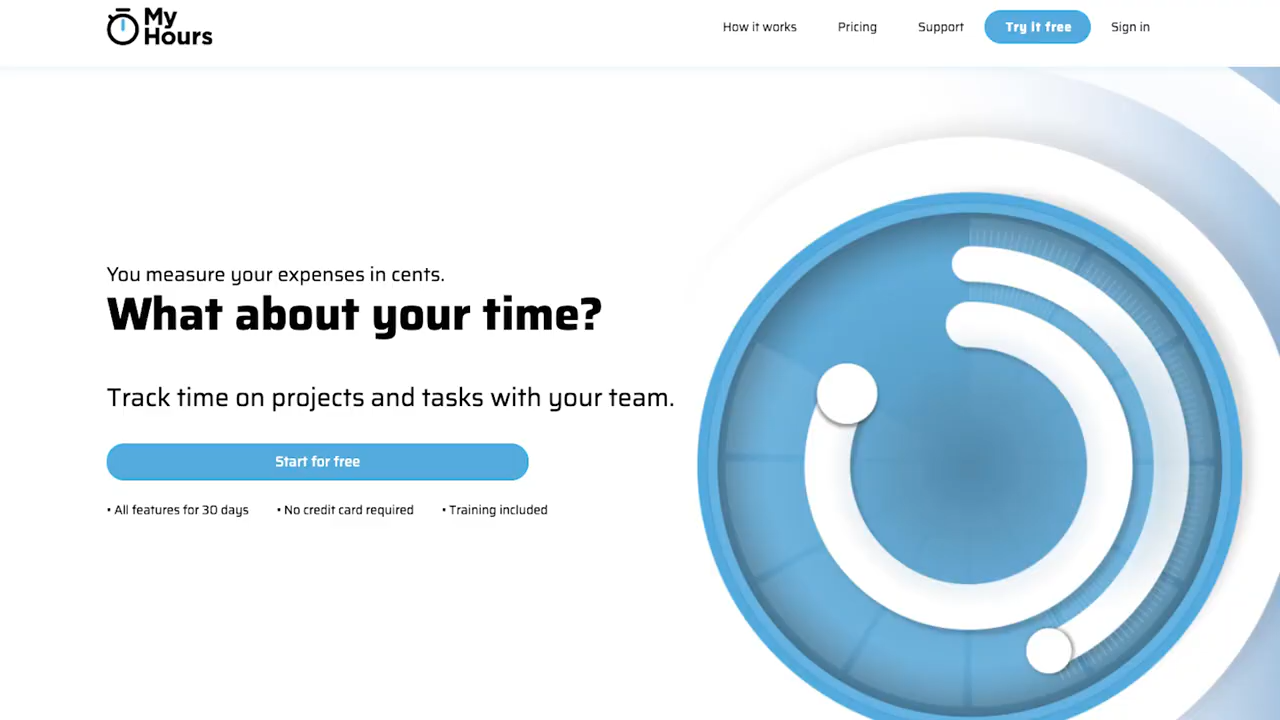 My
Hours
How it works
Pricing
Support
Try it free
Sign in
You measure your expenses in cents.
What about your time?
Track time on projects and tasks with your team.
Start for free
• All features for 30 days
• No credit card required
• Training included